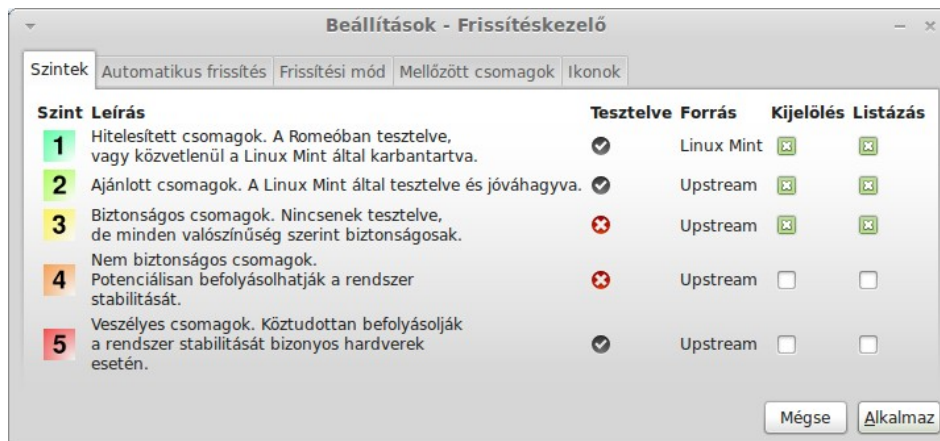 Beállítások - Frissítéskezelő
Szintek Automatikus frissítés Frissítési mód Mellőzött csomagok Ikonok
Szint Leírás Tesztelve Forrás Kijelölés Listázás
1 Hitelesített csomagok. A Romeóban tesztelve,
vagy közvetlenül a Linux Mint által karbantartva. Linux Mint
2 Ajánlott csomagok. A Linux Mint által tesztelve és jóváhagyva. Upstream
3 Biztonságos csomagok. Nincsenek tesztelve,
de minden valószínűség szerint biztonságosak. Upstream
4 Nem biztonságos csomagok.
Potenciálisan befolyásolhatják a rendszer
stabilitását. Upstream
5 Veszélyes csomagok. Köztudottan befolyásolják
a rendszer stabilitását bizonyos hardverek
esetén. Upstream
Mégse Alkalmaz